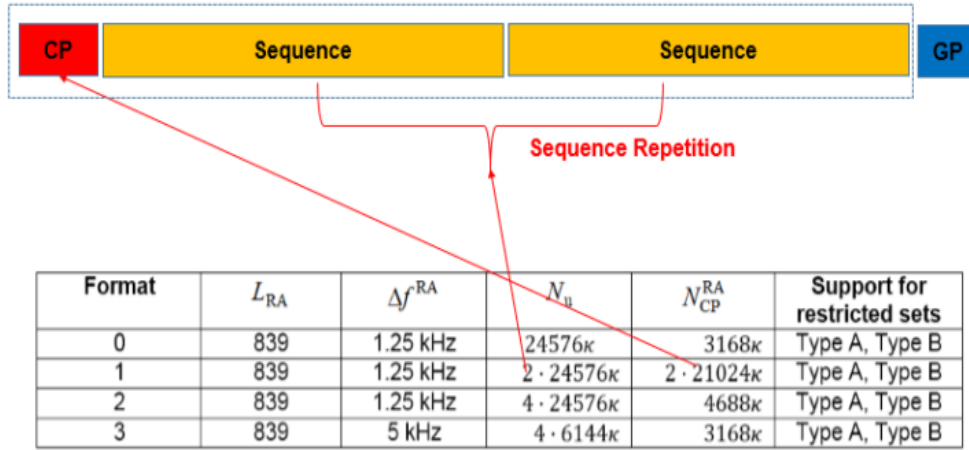 CP Sequence Sequence GP
Sequence Repetition
Format L_RA Δf^RA N_u N_CP^RA Support for
restricted sets
0 839 1.25 kHz 24576κ 3168κ Type A, Type B
1 839 1.25 kHz 2 · 24576κ 2 · 21024κ Type A, Type B
2 839 1.25 kHz 4 · 24576κ 4688κ Type A, Type B
3 839 5 kHz 4 · 6144κ 3168κ Type A, Type B